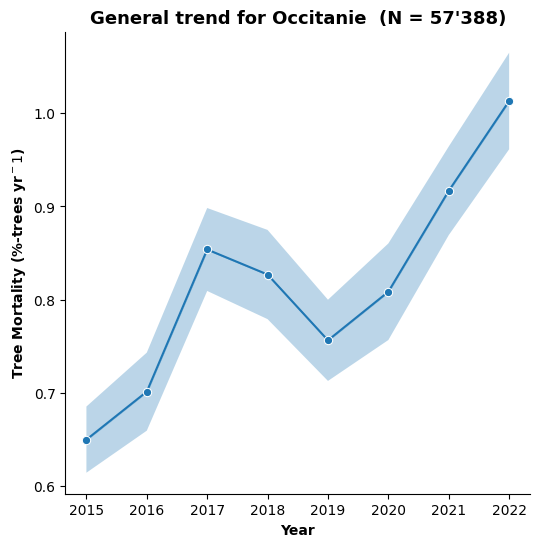 General trend for Occitanie (N = 57'388)
Tree Mortality (%-trees yr⁻1)
1.0
0.9
0.8
0.7
0.6
2015 2016 2017 2018 2019 2020 2021 2022
Year